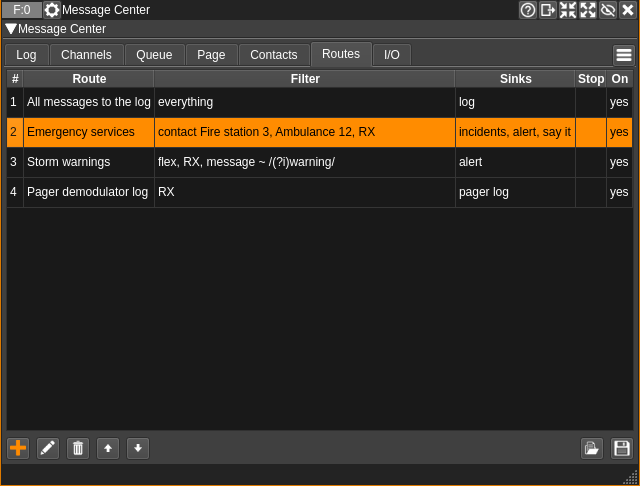 F:0 Message Center
Message Center
Log Channels Queue Page Contacts Routes I/O
# Route Filter Sinks Stop On
1 All messages to the log everything log yes
2 Emergency services contact Fire station 3, Ambulance 12, RX incidents, alert, say it yes
3 Storm warnings flex, RX, message ~ /(?i)warning/ alert yes
4 Pager demodulator log RX pager log yes